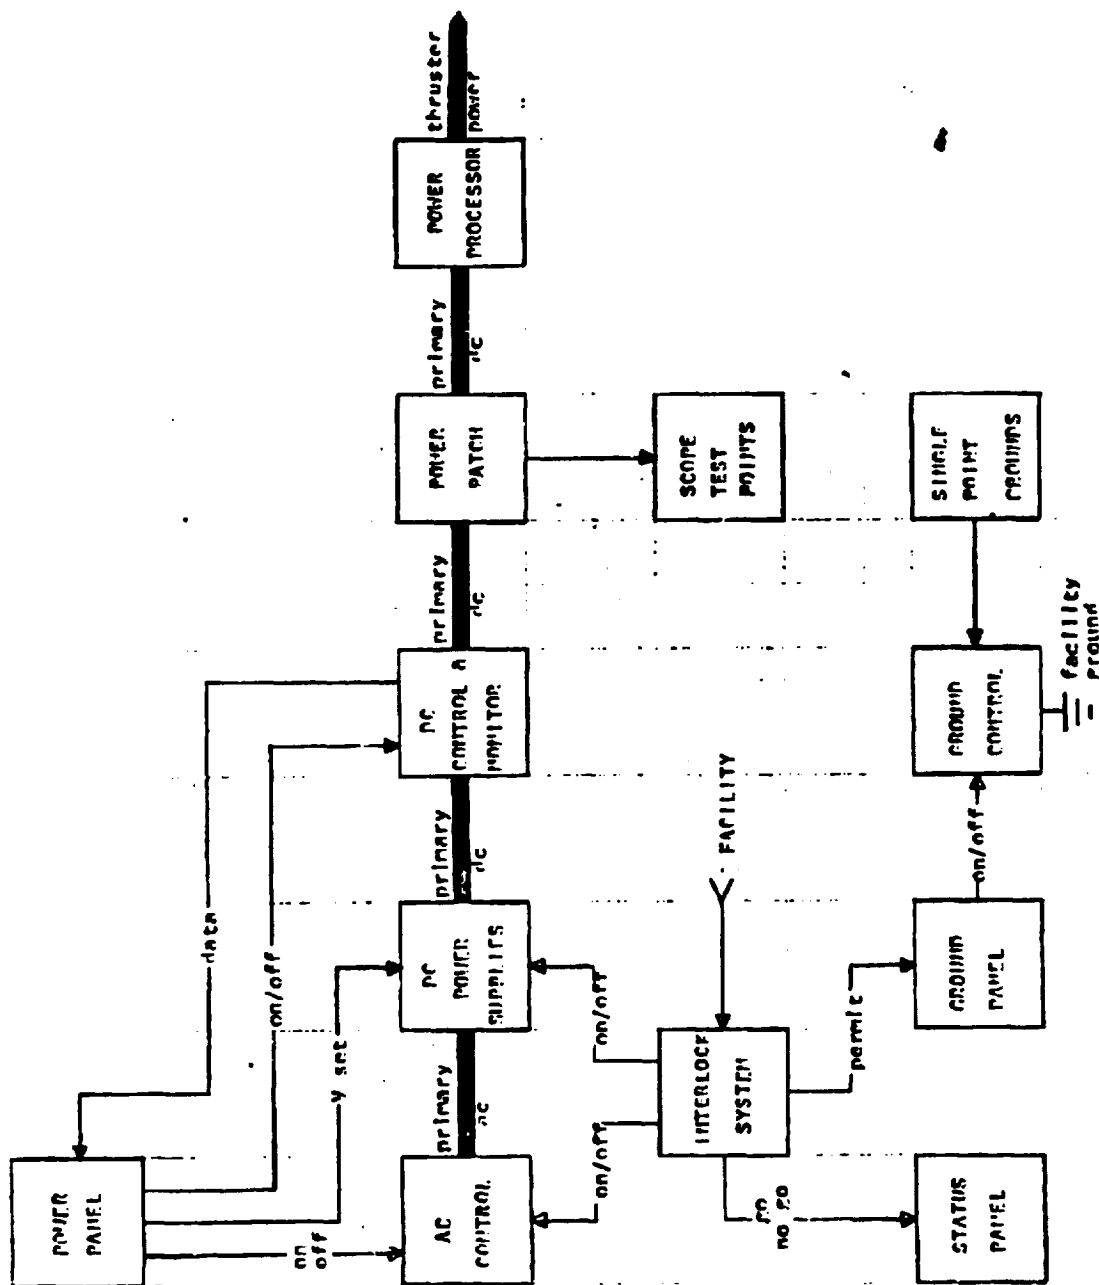 POWER
PANEL
on
off
v set
on/off
data
AC
CONTROL
primary
ac
DC
POWER
SUPPLIES
primary
dc
DC
CONTROL &
MONITOR
primary
dc
POWER
PATCH
primary
dc
POWER
PROCESSOR
thruster
power
on/off
on/off
INTERLOCK
SYSTEM
FACILITY
SCOPE
TEST
POINTS
go
no go
permit
STATUS
PANEL
GROUND
PANEL
on/off
GROUND
CONTROL
facility
ground
SINGLE
POINT
GROUNDS